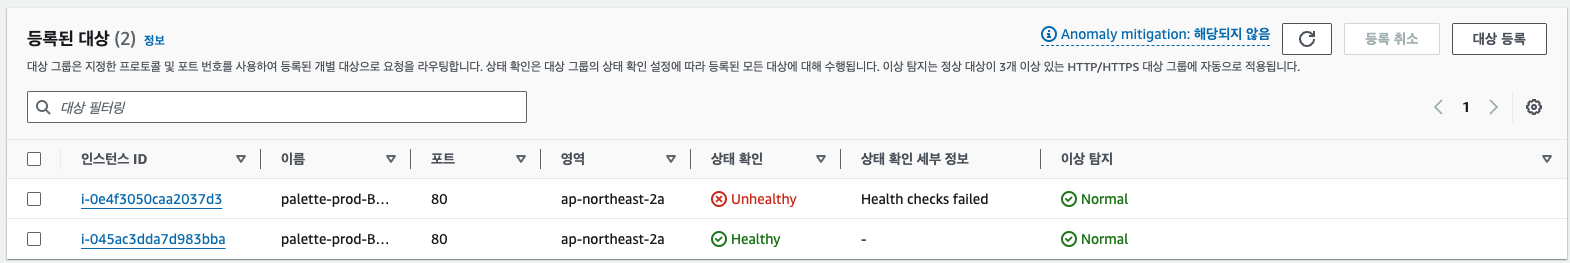 등록된 대상 (2) 정보
Anomaly mitigation: 해당되지 않음
등록 취소
대상 등록
대상 그룹은 지정한 프로토콜 및 포트 번호를 사용하여 등록된 개별 대상으로 요청을 라우팅합니다. 상태 확인은 대상 그룹의 상태 확인 설정에 따라 등록된 모든 대상에 대해 수행됩니다. 이상 탐지는 정상 대상이 3개 이상 있는 HTTP/HTTPS 대상 그룹에 자동으로 적용됩니다.
대상 필터링
1
인스턴스 ID 이름 포트 영역 상태 확인 상태 확인 세부 정보 이상 탐지
i-0e4f3050caa2037d3 palette-prod-B... 80 ap-northeast-2a Unhealthy Health checks failed Normal
i-045ac3dda7d983bba palette-prod-B... 80 ap-northeast-2a Healthy - Normal